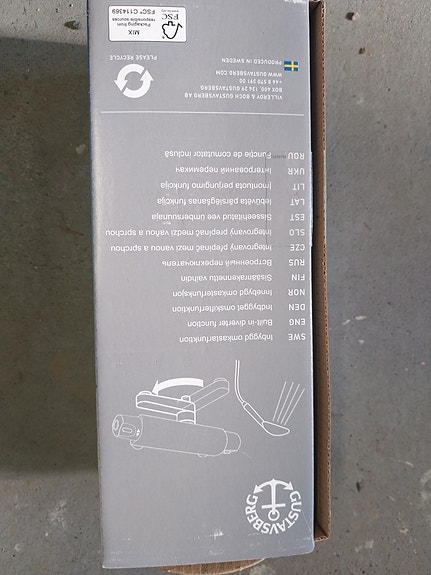 GUSTAVSBERG
SWE Inbyggd omkastarfunktion
ENG Built-in diverter function
DEN Indbygget omskifterfunktion
NOR Innebygd omkasterfunksjon
FIN Sisäänrakennettu vaihdin
RUS Встроенный переключатель
CZE Integrovaný přepínač mezi vanou a sprchou
SLO Integrovaný prepínač medzi vaňou a sprchou
EST Sisseehitatud vee ümbersuunaja
LAT Iebūvēta pārslēgšanas funkcija
LIT Įmontuota perjungimo funkcija
UKR Інтегрований перемикач
ROU Funcție de comutator inclusă
VILLEROY & BOCH GUSTAVSBERG AB
BOX 400, 134 29 GUSTAVSBERG
+46 8 570 391 00
WWW.GUSTAVSBERG.COM
PRODUCED IN SWEDEN
PLEASE RECYCLE
FSC
MIX
Packaging from
responsible sources
FSC® C114369